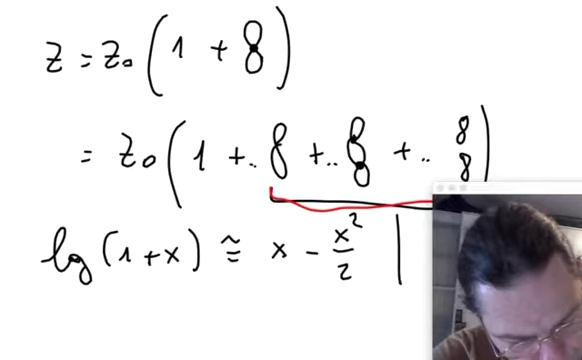 Z = Z₀ (1 + 8)
= Z₀ (1 + .. 8 + .. 8 + .. 8 8)
log (1+x) ≈ x - x²/2 |